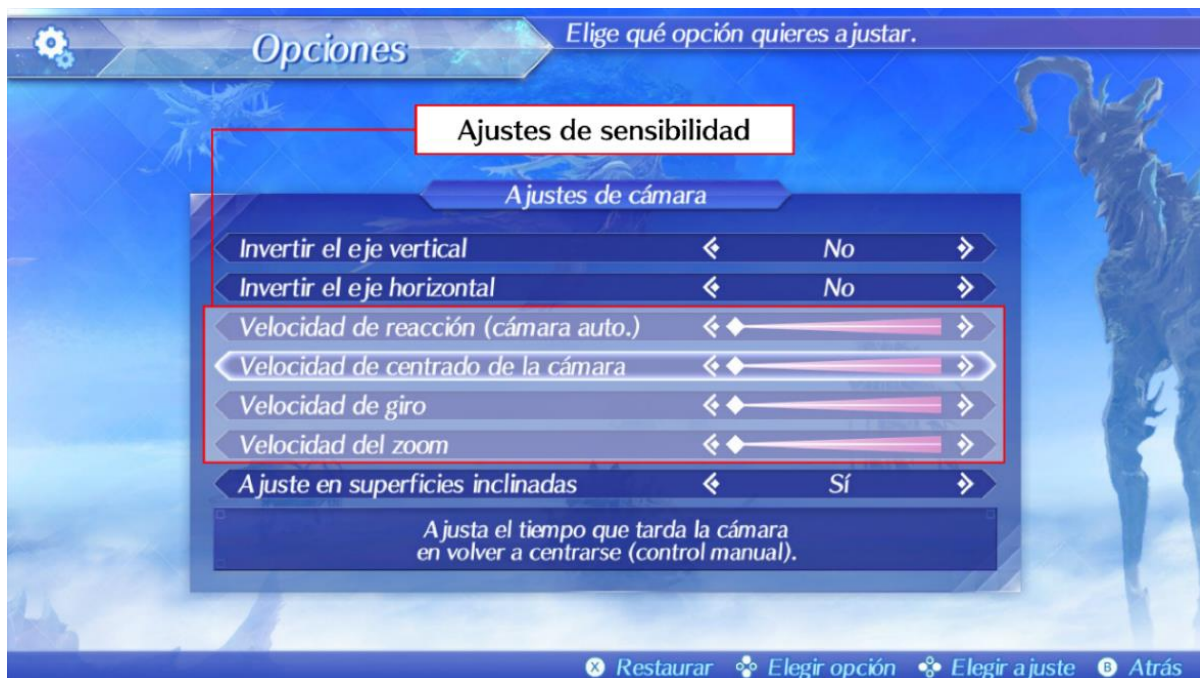 Opciones
Elige qué opción quieres ajustar.
Ajustes de sensibilidad
Ajustes de cámara
Invertir el eje vertical No
Invertir el eje horizontal No
Velocidad de reacción (cámara auto.)
Velocidad de centrado de la cámara
Velocidad de giro
Velocidad del zoom
Ajuste en superficies inclinadas Sí
Ajusta el tiempo que tarda la cámara
en volver a centrarse (control manual).
X Restaurar Elegir opción Elegir ajuste B Atrás